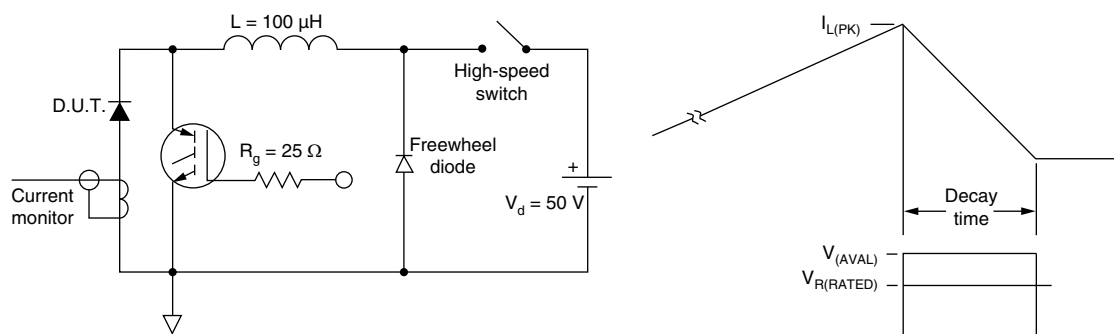 L = 100 µH
D.U.T.
Current
monitor
R_g = 25 Ω
Freewheel
diode
High-speed
switch
+
V_d = 50 V
I_L(PK)
Decay
time
V_(AVAL)
V_R(RATED)